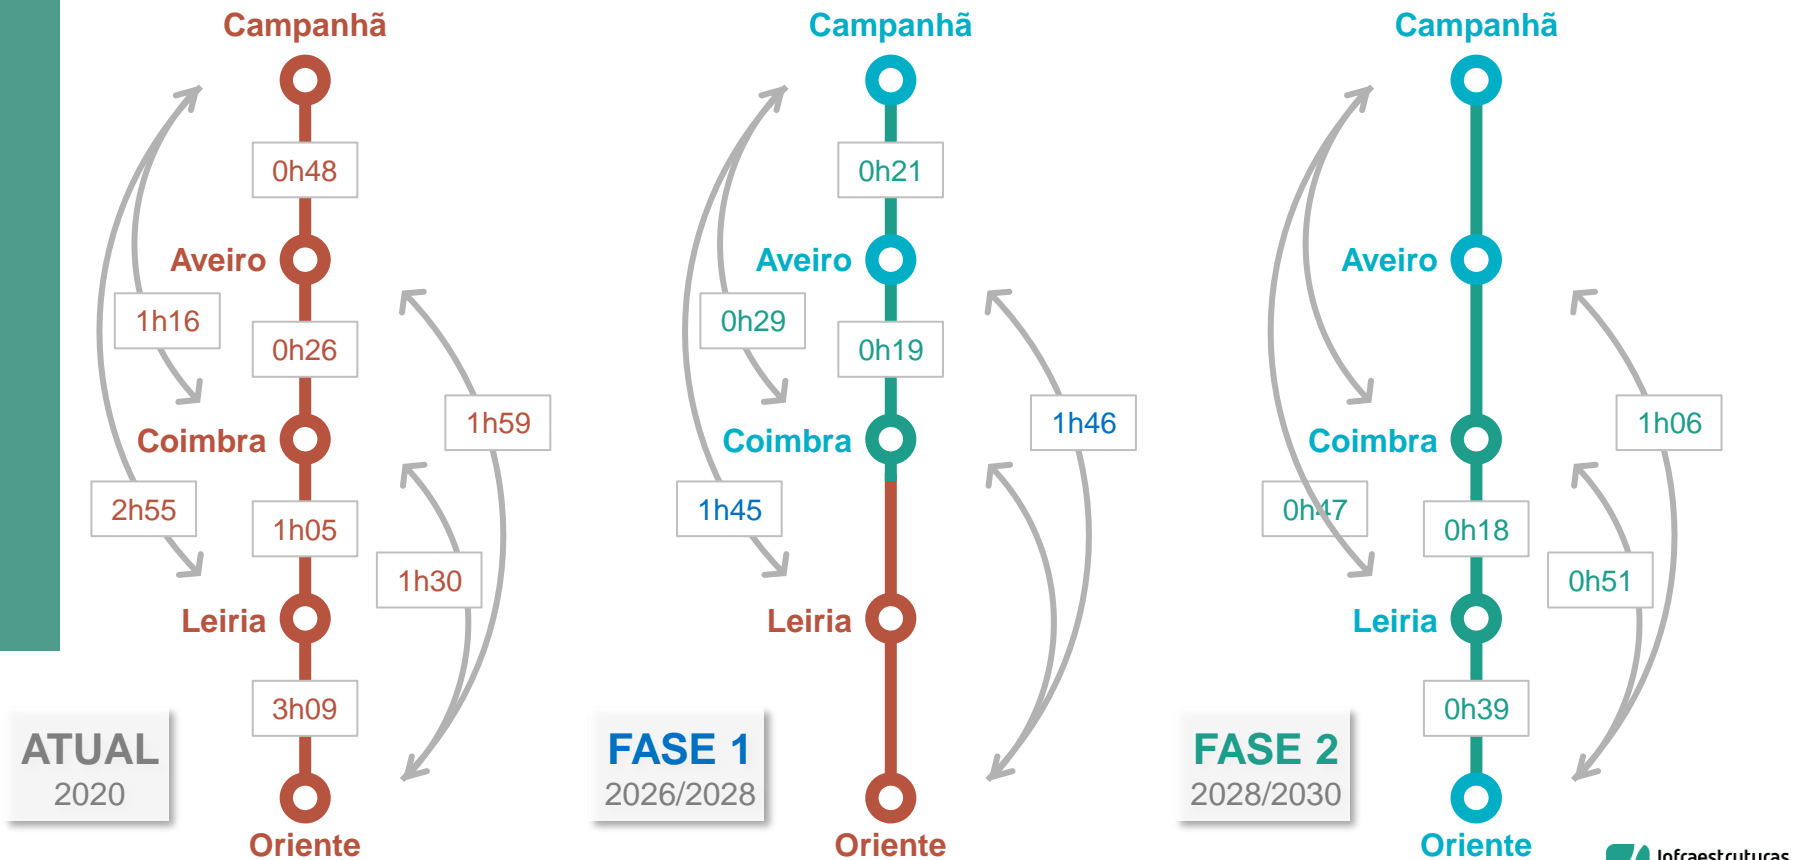 Campanhã
0h48
Aveiro
1h16
0h26
1h59
Coimbra
2h55
1h05
1h30
Leiria
3h09
ATUAL
2020
Oriente
Campanhã
0h21
Aveiro
0h29
0h19
1h46
Coimbra
1h45
Leiria
FASE 1
2026/2028
Oriente
Campanhã
Aveiro
1h06
Coimbra
0h47
0h18
0h51
Leiria
0h39
FASE 2
2028/2030
Oriente
Infraestruturas